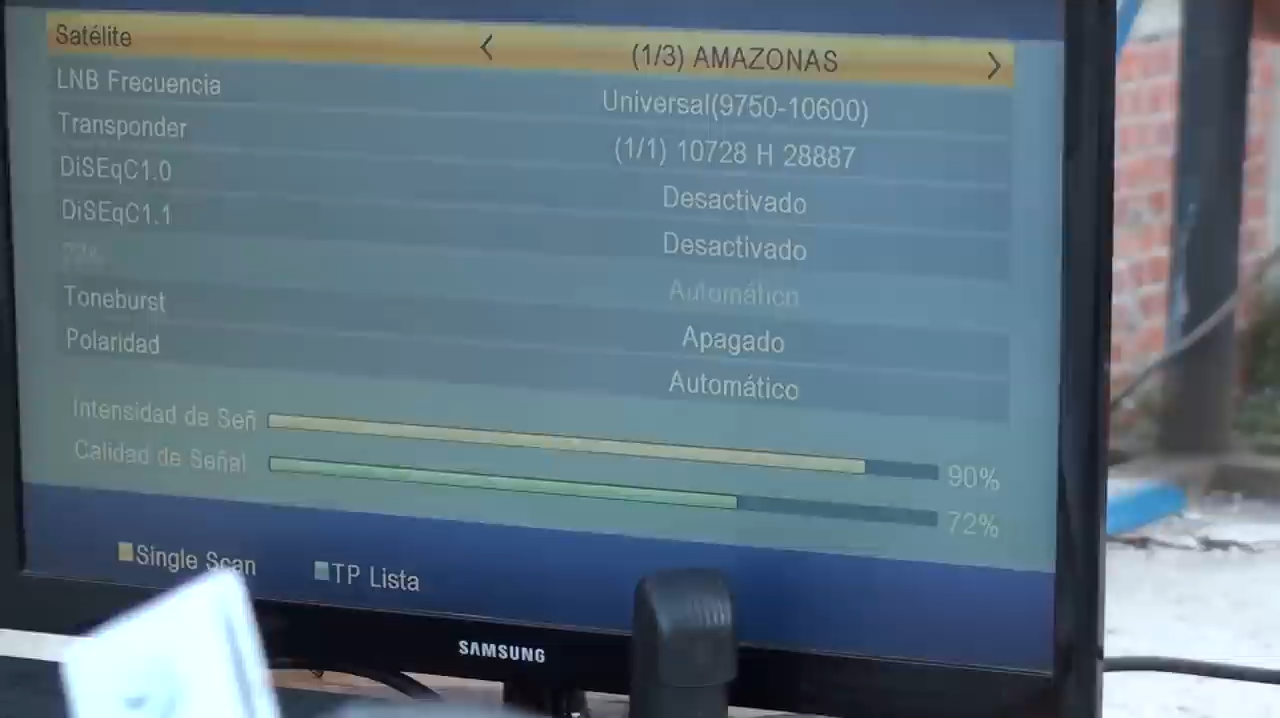 Satélite < (1/3) AMAZONAS >
LNB Frecuencia Universal(9750-10600)
Transponder (1/1) 10728 H 28887
DiSEqC1.0 Desactivado
DiSEqC1.1 Desactivado
Automático
Toneburst Apagado
Polaridad Automático
Intensidad de Señ 90%
Calidad de Señal 72%
Single Scan TP Lista
SAMSUNG